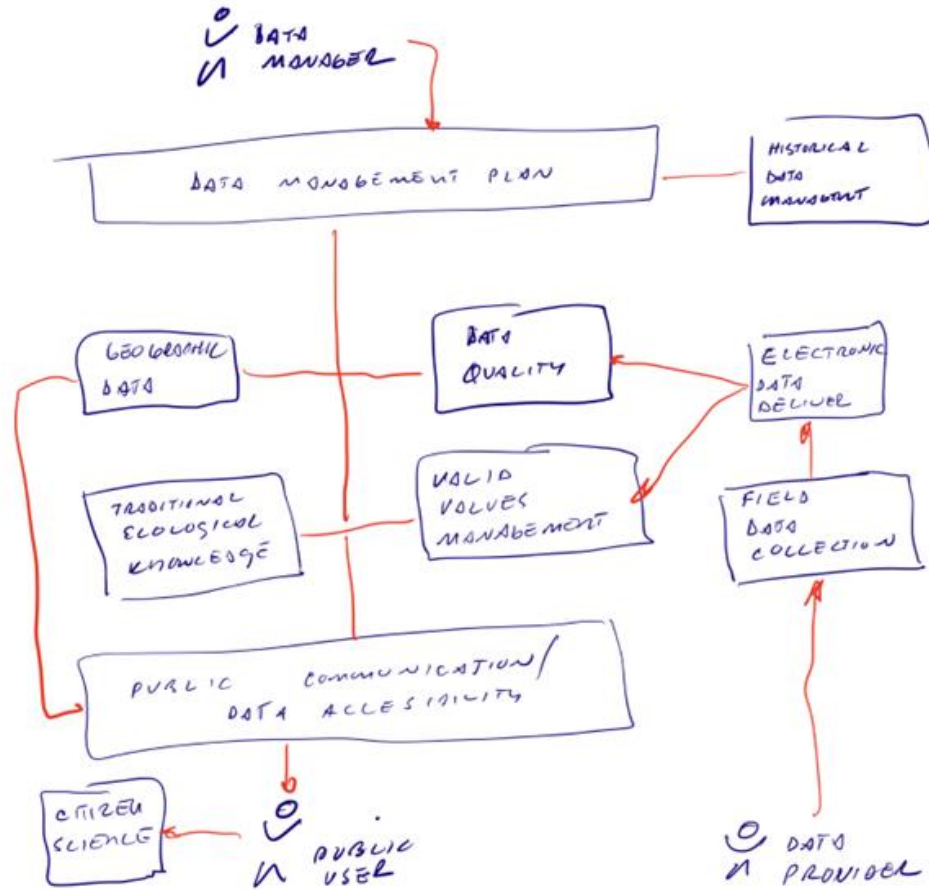 DATA
MANAGER
DATA MANAGEMENT PLAN
HISTORICAL
DATA
MANAGMENT
GEOGRAPHIC
DATA
DATA
QUALITY
ELECTRONIC
DATA
DELIVER
TRADITIONAL
ECOLOGICAL
KNOWLEDGE
VALID
VALUES
MANAGEMENT
FIELD
DATA
COLLECTION
PUBLIC COMMUNICATION/
DATA ACCESIBILITY
CITIZEN
SCIENCE
PUBLIC
USER
DATA
PROVIDER